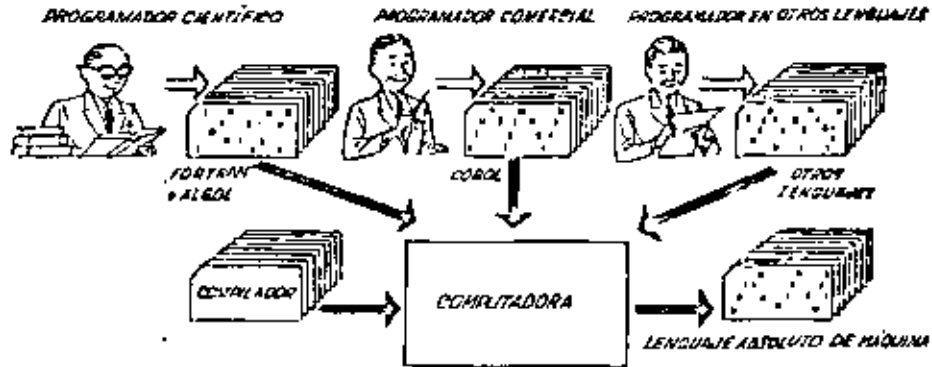 PROGRAMADOR CIENTÍFICO
PROGRAMADOR COMERCIAL
PROGRAMADOR EN OTROS LENGUAJES
FORTRAN
o ALGOL
COBOL
OTROS
LENGUAJES
COMPILADOR
COMPUTADORA
LENGUAJE ABSOLUTO DE MÁQUINA